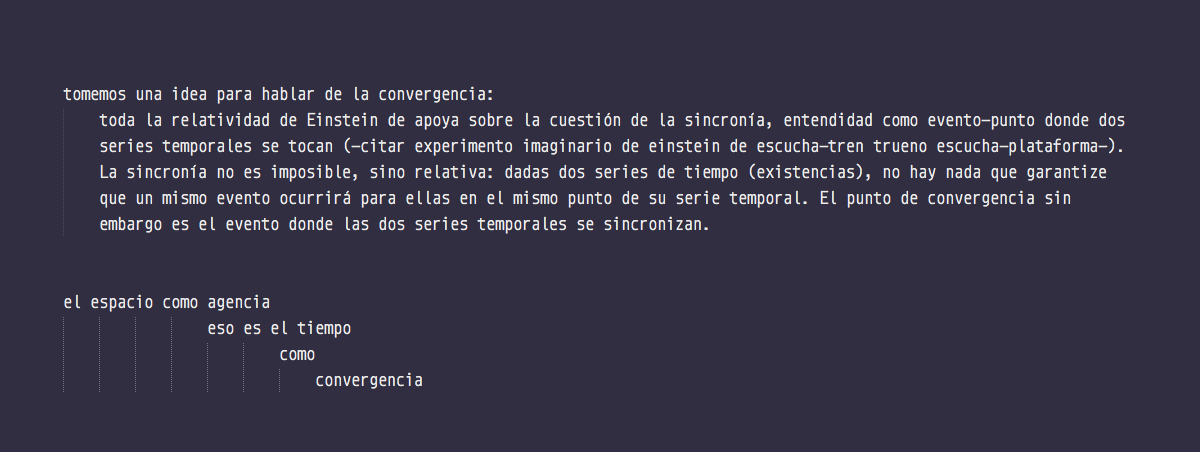 tomemos una idea para hablar de la convergencia:
toda la relatividad de Einstein de apoya sobre la cuestión de la sincronía, entendidad como evento-punto donde dos
series temporales se tocan (-citar experimento imaginario de einstein de escucha-tren trueno escucha-plataforma-).
La sincronía no es imposible, sino relativa: dadas dos series de tiempo (existencias), no hay nada que garantize
que un mismo evento ocurrirá para ellas en el mismo punto de su serie temporal. El punto de convergencia sin
embargo es el evento donde las dos series temporales se sincronizan.
el espacio como agencia
eso es el tiempo
como
convergencia